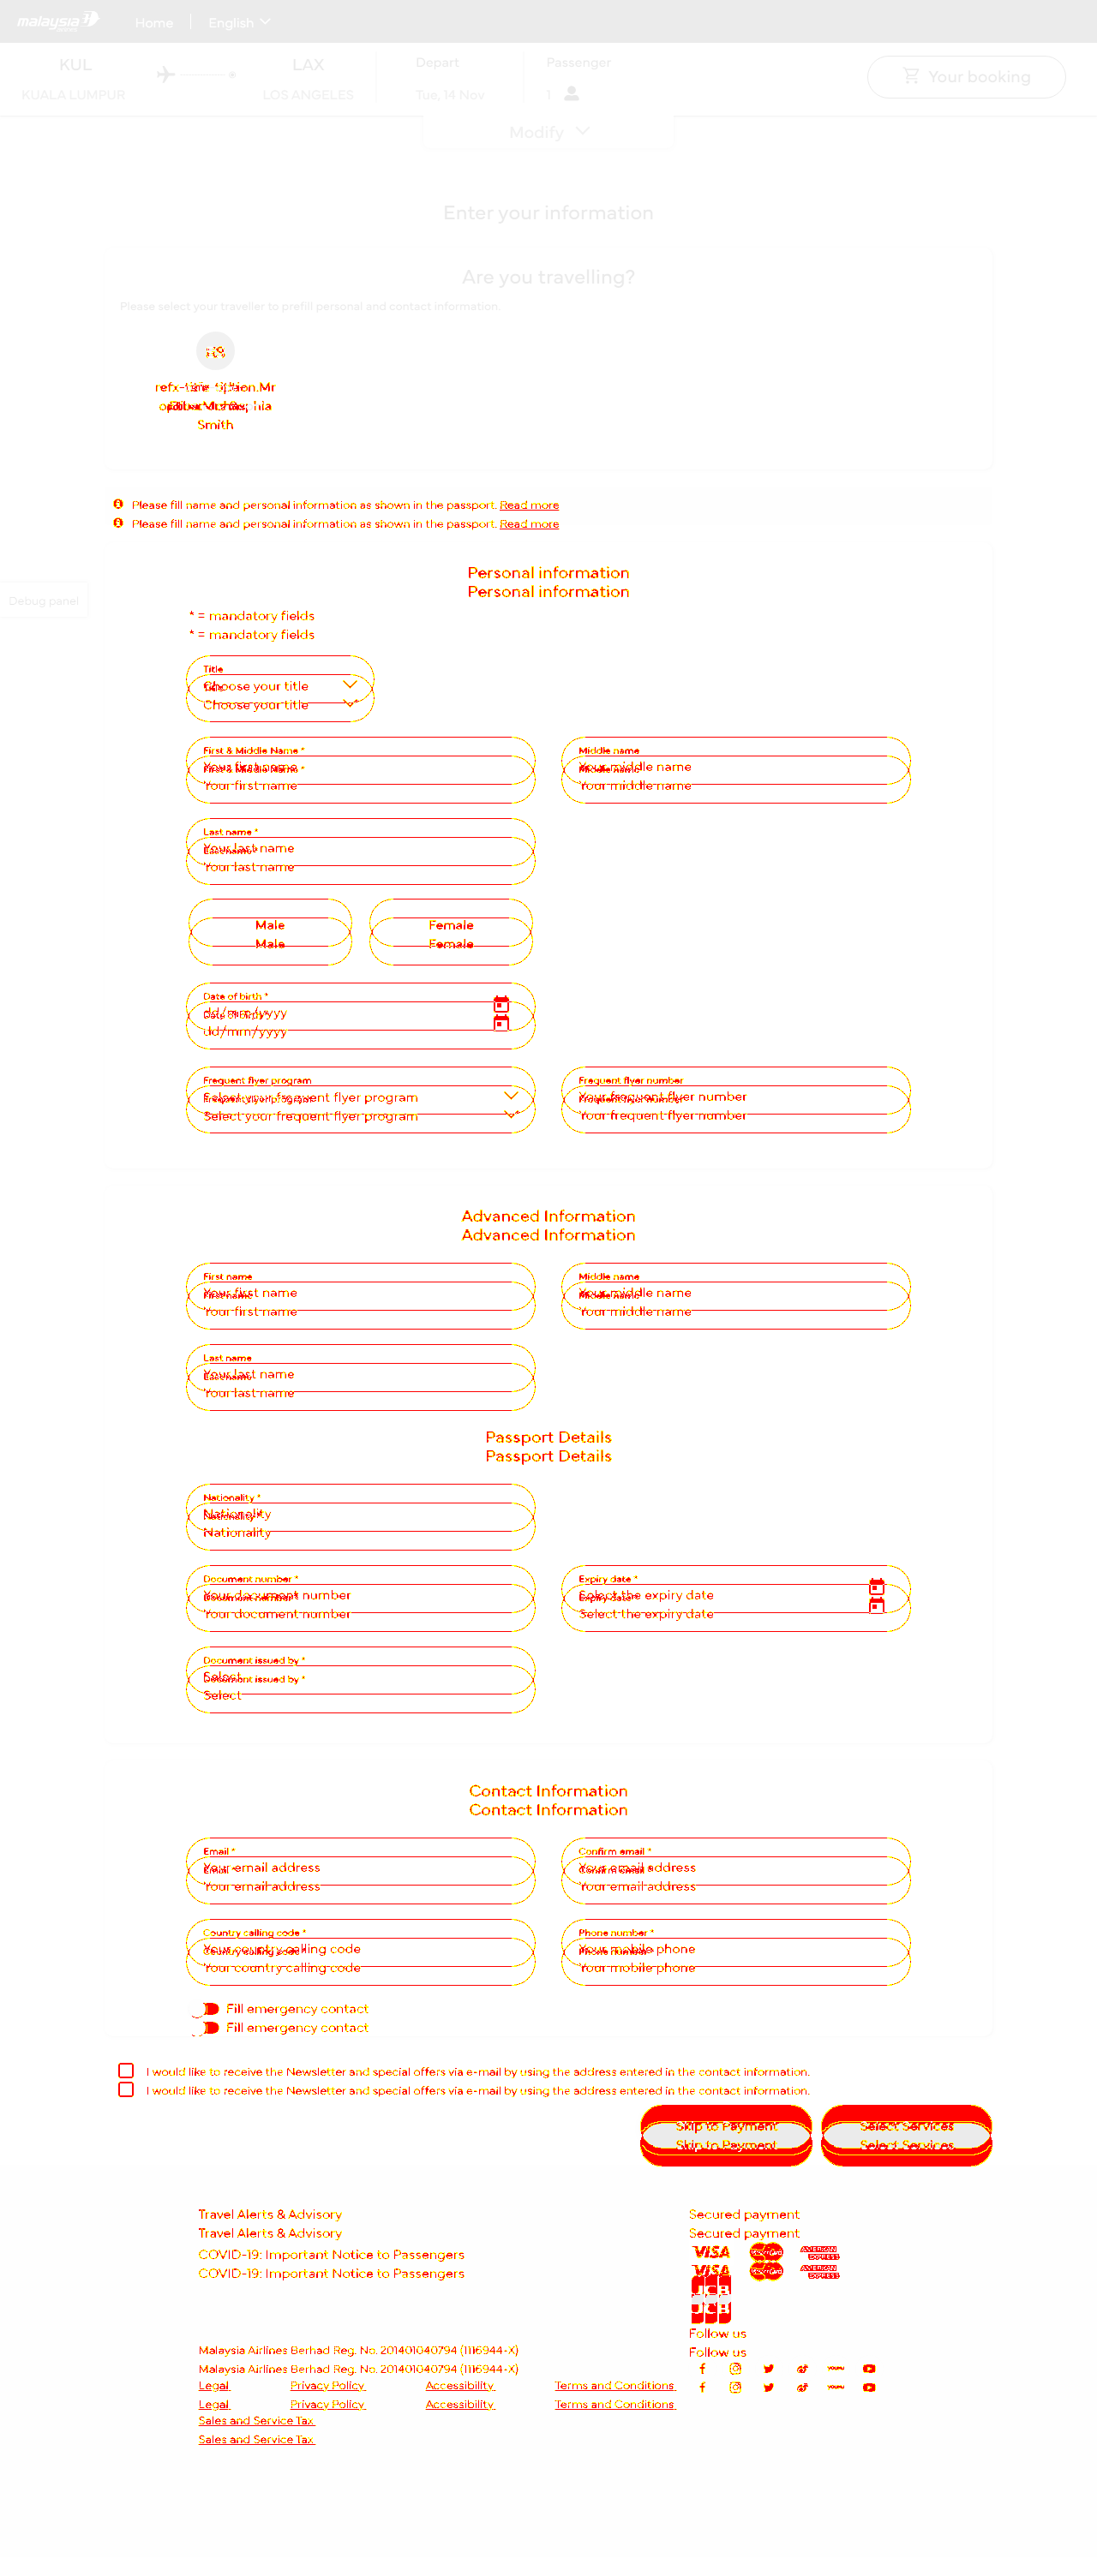 malaysia
Home
English
KUL
LAX
Depart
Passenger
KUALA LUMPUR
LOS ANGELES
Tue, 14 Nov
1
Your booking
Modify
Enter your information
Are you travelling?
Please select your traveller to prefill personal and contact information.
Smith
Please fill name and personal information as shown in the passport. Read more
Please fill name and personal information as shown in the passport. Read more
Personal information
Personal information
Debug panel
* = mandatory fields
* = mandatory fields
Title
Choose your title
Choose your title
First & Middle Name *
Middle name
Your first name
Your middle name
Your first name
Your middle name
Last name *
Your last name
Your last name
Male
Female
Male
Female
Date of birth *
dd/mm/yyyy
dd/mm/yyyy
Frequent flyer program
Frequent flyer number
Select your frequent flyer program
Your frequent flyer number
Select your frequent flyer program
Your frequent flyer number
Advanced Information
Advanced Information
First name
Middle name
Your first name
Your middle name
Your first name
Your middle name
Last name
Your last name
Your last name
Passport Details
Passport Details
Nationality *
Nationality
Nationality
Document number *
Expiry date *
Your document number
Select the expiry date
Your document number
Select the expiry date
Document issued by *
Select
Document issued by *
Select
Contact Information
Contact Information
Email *
Confirm email *
Your email address
Your email address
Your email address
Your email address
Country calling code *
Phone number *
Your country calling code
Your mobile phone
Your country calling code
Your mobile phone
Fill emergency contact
Fill emergency contact
I would like to receive the Newsletter and special offers via e-mail by using the address entered in the contact information.
I would like to receive the Newsletter and special offers via e-mail by using the address entered in the contact information.
Skip to Payment
Select Services
Skip to Payment
Select Services
Travel Alerts & Advisory
Secured payment
Travel Alerts & Advisory
Secured payment
COVID-19: Important Notice to Passengers
VISA
MasterCard
AMERICAN EXPRESS
COVID-19: Important Notice to Passengers
VISA
MasterCard
AMERICAN EXPRESS
JCB
JCB
Follow us
Malaysia Airlines Berhad Reg. No. 201401040794 (1116944-X)
Follow us
Malaysia Airlines Berhad Reg. No. 201401040794 (1116944-X)
Legal
Privacy Policy
Accessibility
Terms and Conditions
Legal
Privacy Policy
Accessibility
Terms and Conditions
Sales and Service Tax
Sales and Service Tax